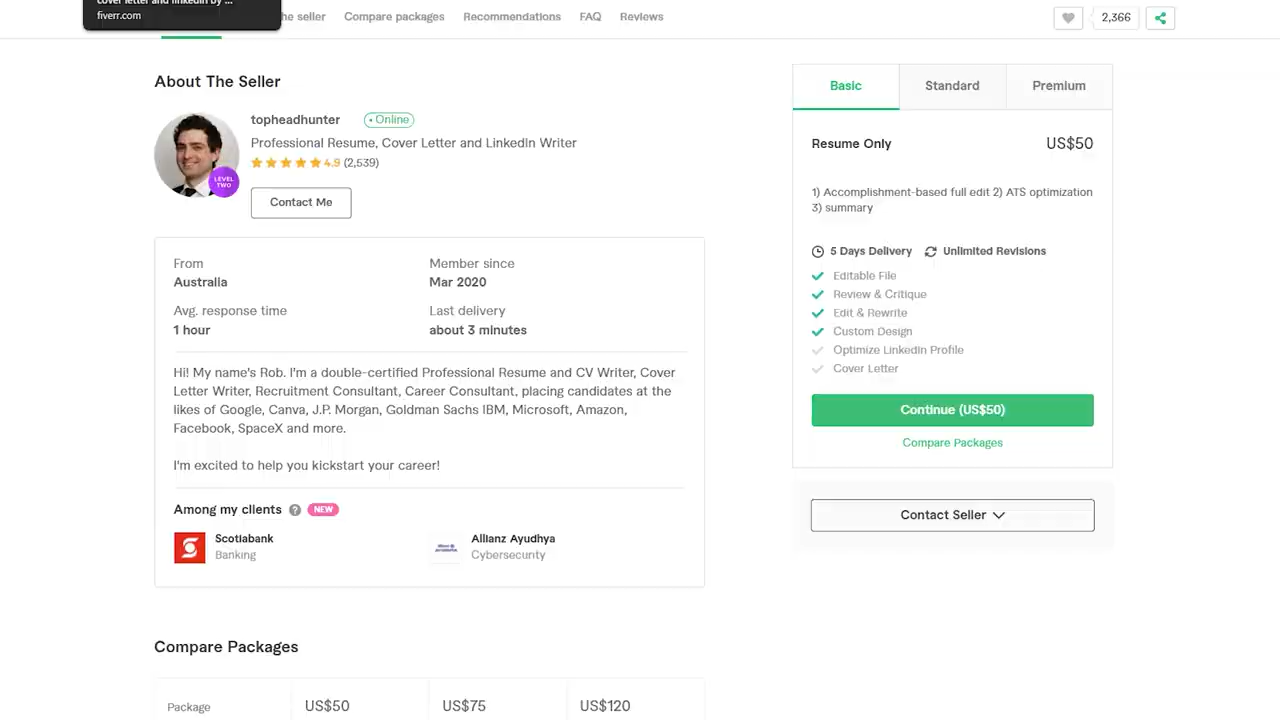 cover letter and linkedin by ...
fiverr.com
he seller
Compare packages
Recommendations
FAQ
Reviews
2,366
About The Seller
topheadhunter
• Online
Professional Resume, Cover Letter and LinkedIn Writer
4.9 (2,539)
LEVEL
TWO
Contact Me
From
Australia
Member since
Mar 2020
Avg. response time
1 hour
Last delivery
about 3 minutes
Hi! My name's Rob. I'm a double-certified Professional Resume and CV Writer, Cover
Letter Writer, Recruitment Consultant, Career Consultant, placing candidates at the
likes of Google, Canva, J.P. Morgan, Goldman Sachs IBM, Microsoft, Amazon,
Facebook, SpaceX and more.
I'm excited to help you kickstart your career!
Among my clients ? NEW
Scotiabank
Banking
Allianz Ayudhya
Cybersecurity
Compare Packages
Package
US$50
US$75
US$120
Basic
Standard
Premium
Resume Only
US$50
1) Accomplishment-based full edit 2) ATS optimization
3) summary
5 Days Delivery
Unlimited Revisions
Editable File
Review & Critique
Edit & Rewrite
Custom Design
Optimize LinkedIn Profile
Cover Letter
Continue (US$50)
Compare Packages
Contact Seller